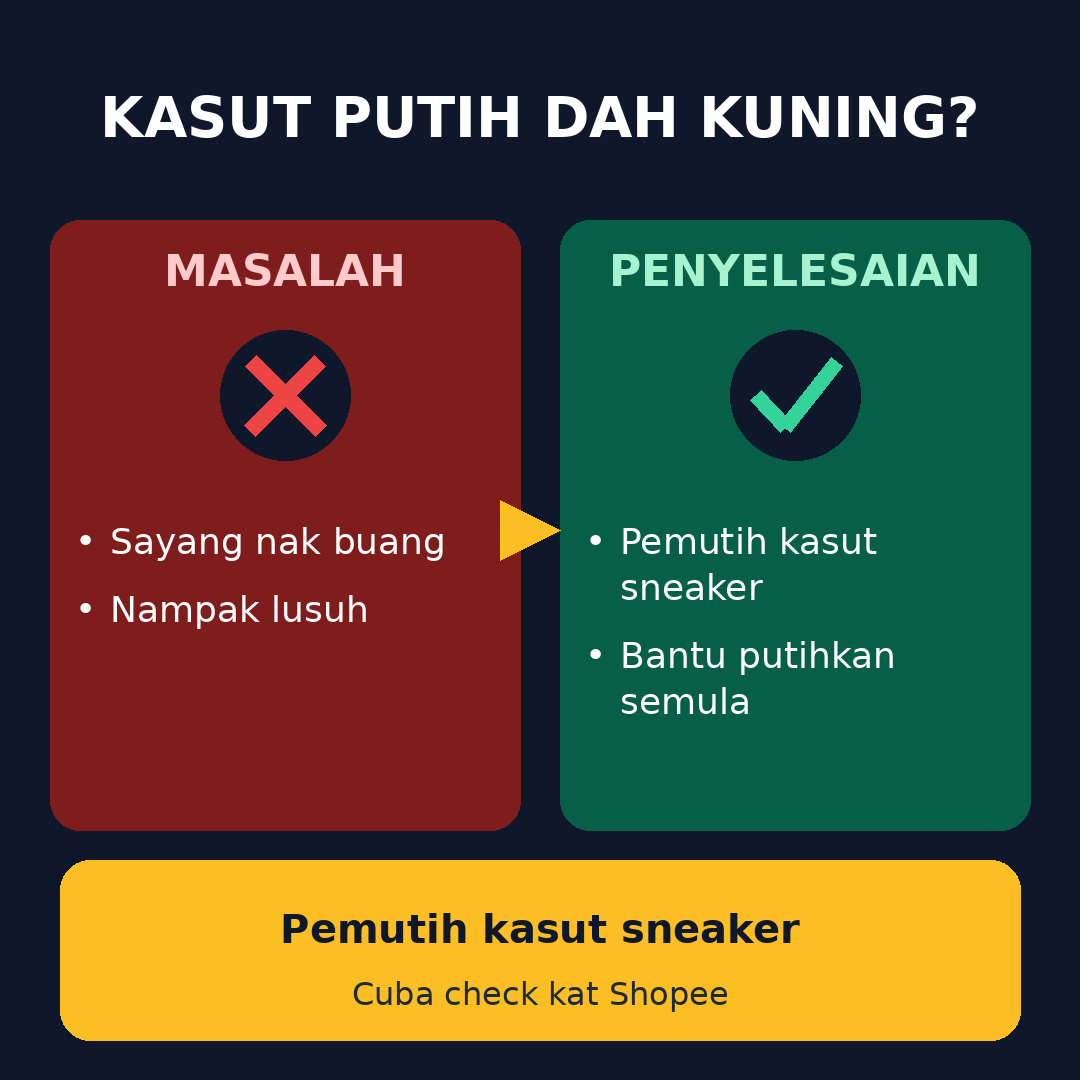 KASUT PUTIH DAH KUNING?
MASALAH
• Sayang nak buang
• Nampak lusuh
PENYELESAIAN
• Pemutih kasut
sneaker
• Bantu putihkan
semula
Pemutih kasut sneaker
Cuba check kat Shopee